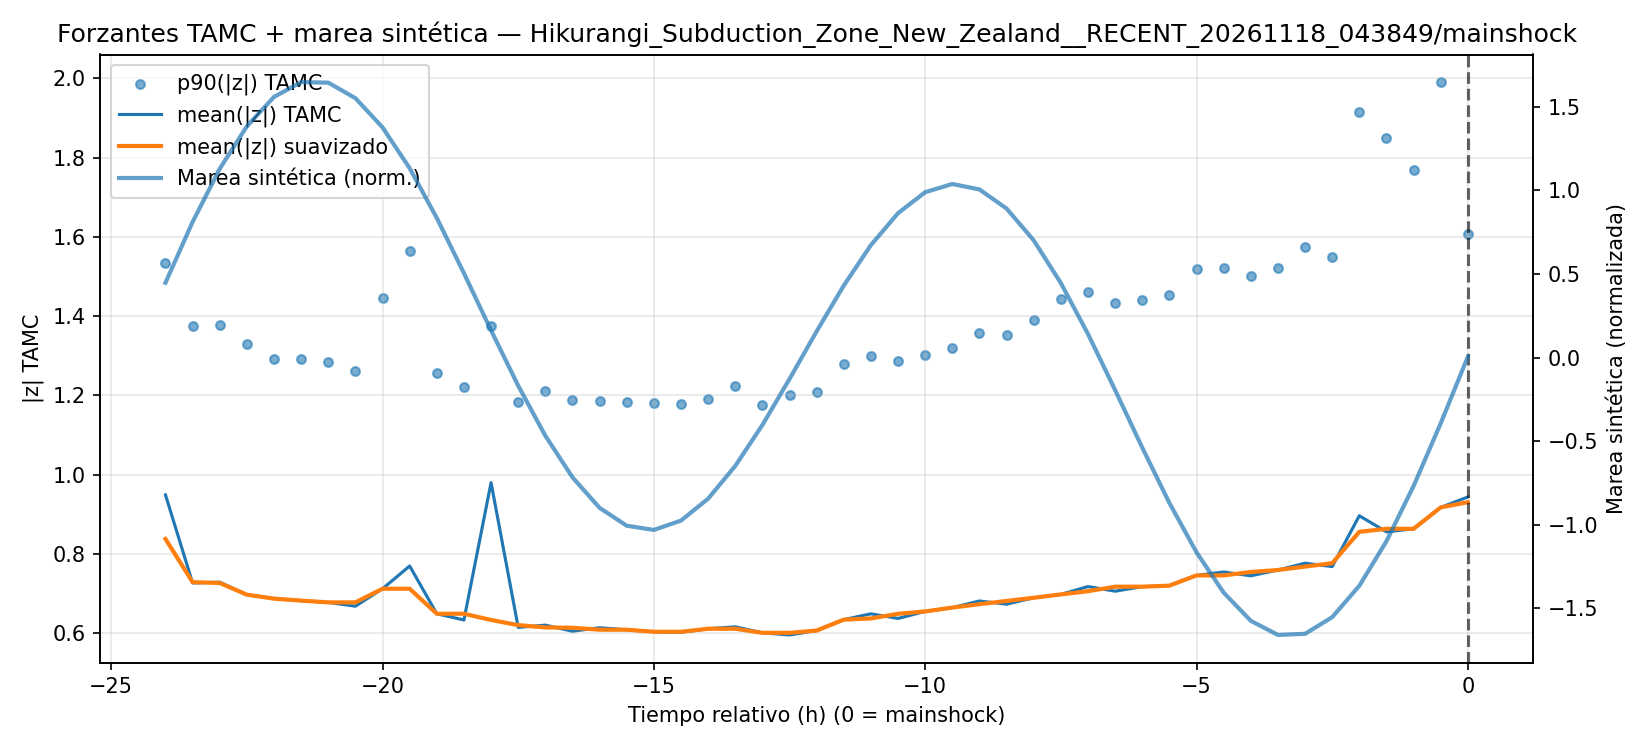 Forzantes TAMC + marea sintética — Hikurangi_Subduction_Zone_New_Zealand__RECENT_20261118_043849/mainshock
p90(|z|) TAMC
mean(|z|) TAMC
mean(|z|) suavizado
Marea sintética (norm.)
|z| TAMC
2.0
1.8
1.6
1.4
1.2
1.0
0.8
0.6
1.5
1.0
0.5
0.0
−0.5
−1.0
−1.5
Marea sintética (normalizada)
−25
−20
−15
−10
−5
0
Tiempo relativo (h) (0 = mainshock)